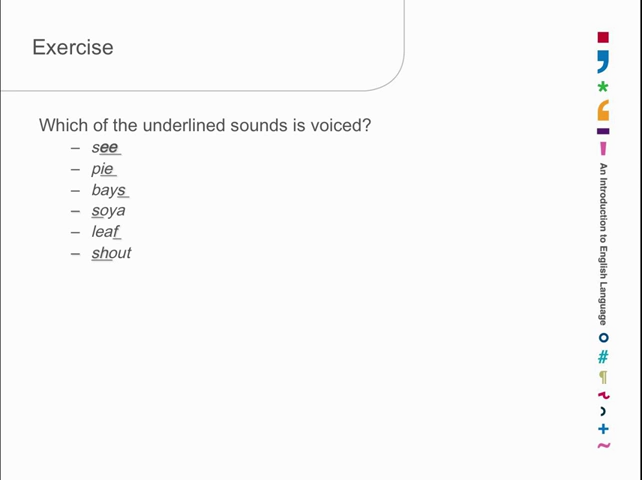 Exercise
Which of the underlined sounds is voiced?
– see
– pie
– bays
– soya
– leaf
– shout
An Introduction to English Language